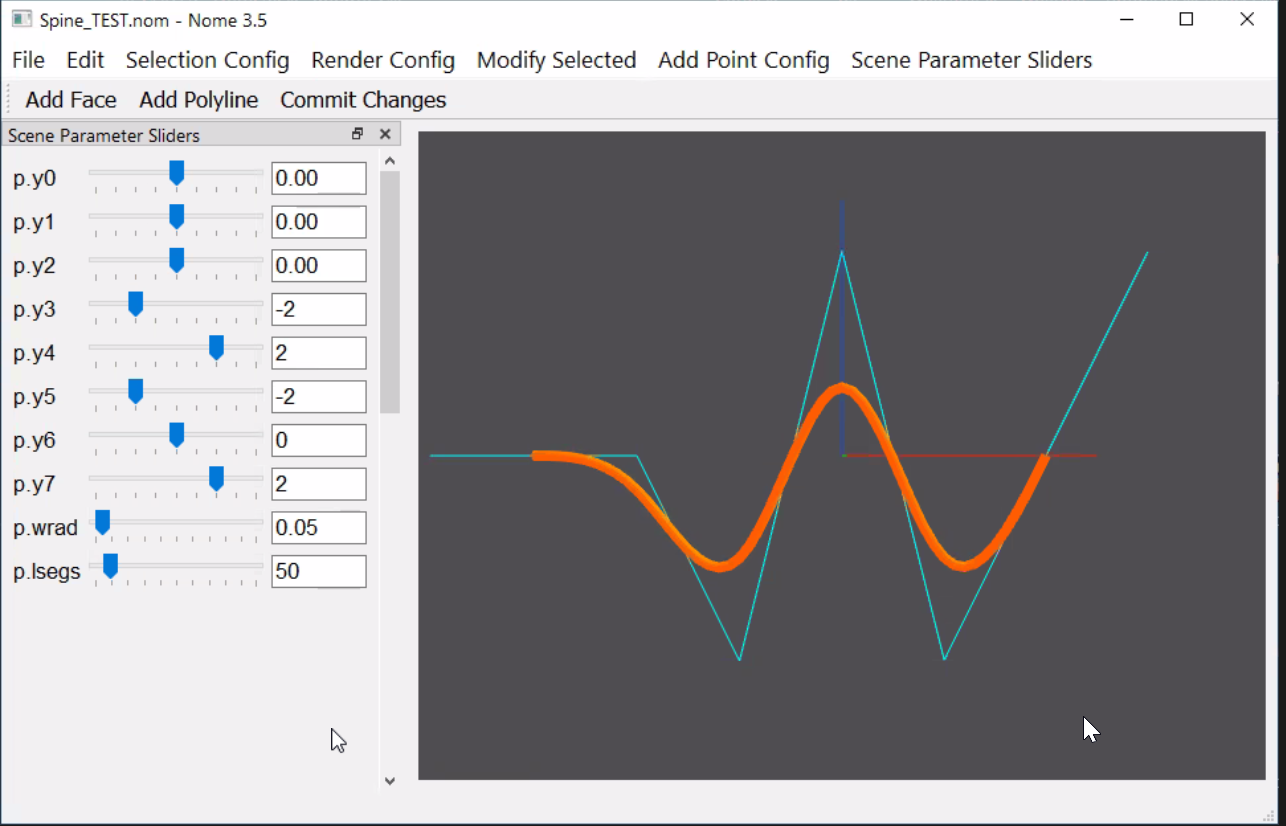 Spine_TEST.nom - Nome 3.5
File Edit Selection Config Render Config Modify Selected Add Point Config Scene Parameter Sliders
Add Face Add Polyline Commit Changes
Scene Parameter Sliders
p.y0 0.00
p.y1 0.00
p.y2 0.00
p.y3 -2
p.y4 2
p.y5 -2
p.y6 0
p.y7 2
p.wrad 0.05
p.lsegs 50